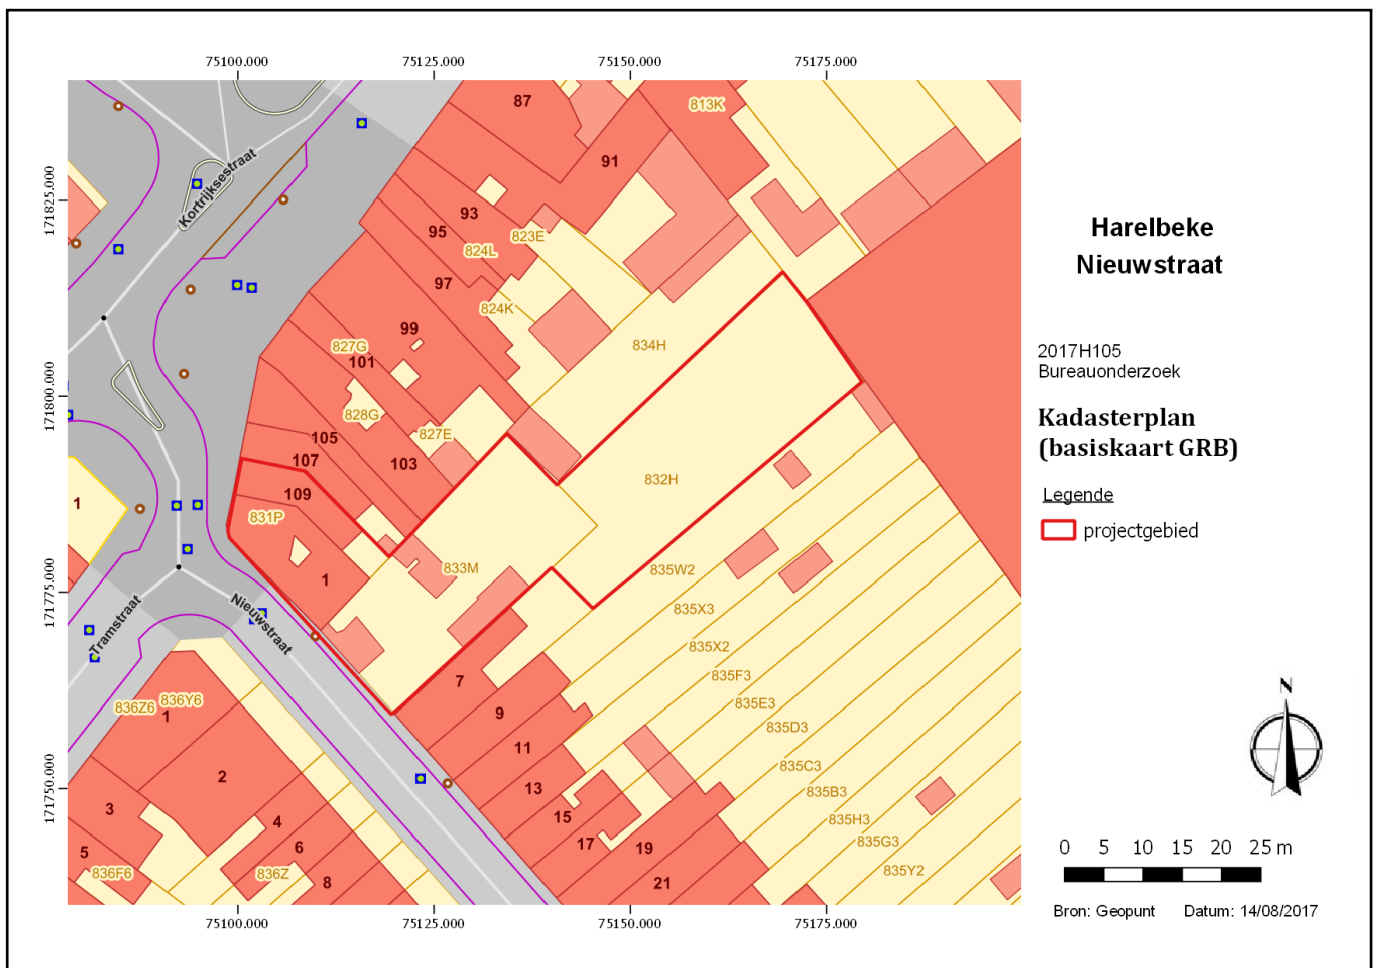 75100.000 75125.000 75150.000 75175.000
171825.000
171800.000
171775.000
171750.000
87
813K
91
Kortrijksestraat
93
95
823E
824L
97
824K
99
827G
101
834H
828G
827E
105
107
103
832H
109
831P
1
1
833M
835W2
Nieuwstraat
Tramstraat
835X3
835X2
7
835F3
836Z6
836Y6
1
835E3
9
835D3
11
2
835C3
13
835B3
3
15
4
835H3
17
19
835G3
5
6
836F6
836Z
8
21
835Y2
75100.000 75125.000 75150.000 75175.000
Harelbeke
Nieuwstraat
2017H105
Bureauonderzoek
Kadasterplan
(basiskaart GRB)
Legende
projectgebied
N
0 5 10 15 20 25 m
Bron: Geopunt Datum: 14/08/2017